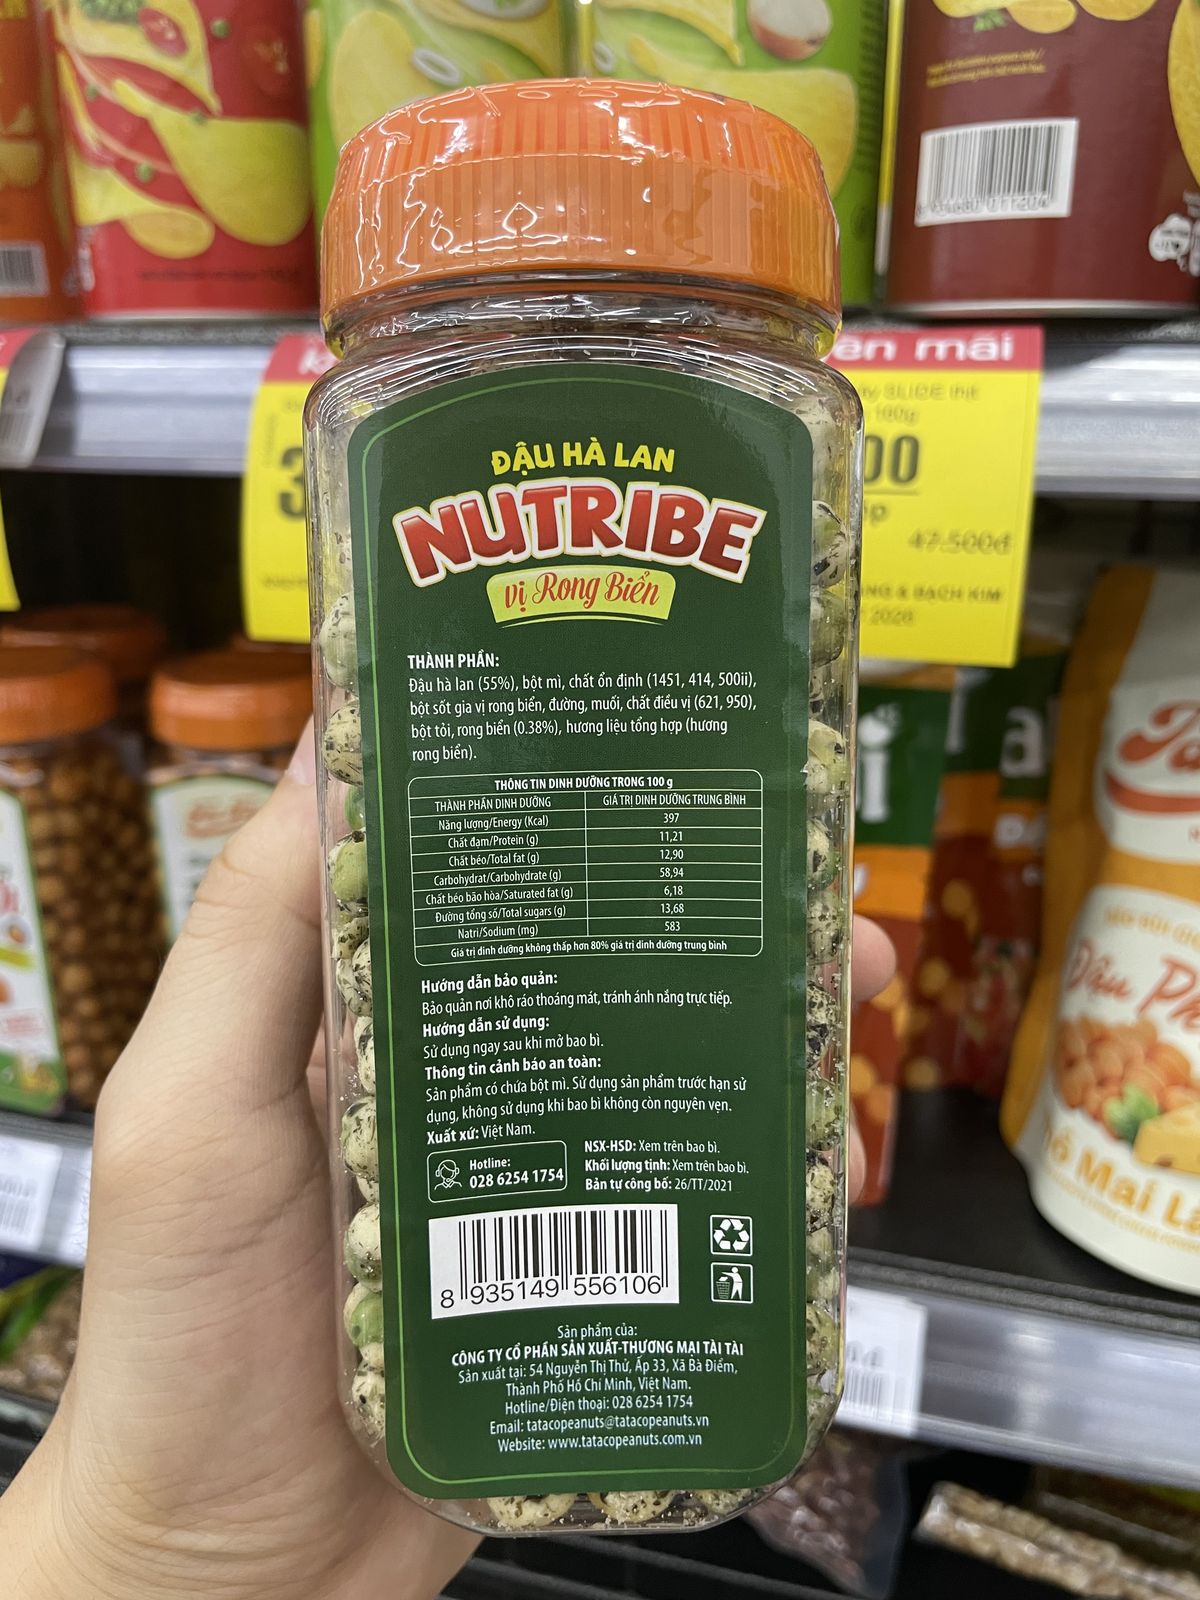 ĐẬU HÀ LAN
NUTRIBE
vị Rong Biển
THÀNH PHẦN:
Đậu hà lan (55%), bột mì, chất ổn định (1451, 414, 500ii),
bột sốt gia vị rong biển, đường, muối, chất điều vị (621, 950),
bột tỏi, rong biển (0.38%), hương liệu tổng hợp (hương
rong biển).
THÔNG TIN DINH DƯỠNG TRONG 100 g
THÀNH PHẦN DINH DƯỠNG GIÁ TRỊ DINH DƯỠNG TRUNG BÌNH
Năng lượng/Energy (Kcal) 397
Chất đạm/Protein (g) 11,21
Chất béo/Total fat (g) 12,90
Carbohydrat/Carbohydrate (g) 58,94
Chất béo bão hòa/Saturated fat (g) 6,18
Đường tổng số/Total sugars (g) 13,68
Natri/Sodium (mg) 583
Giá trị dinh dưỡng không thấp hơn 80% giá trị dinh dưỡng trung bình
Hướng dẫn bảo quản:
Bảo quản nơi khô ráo thoáng mát, tránh ánh nắng trực tiếp.
Hướng dẫn sử dụng:
Sử dụng ngay sau khi mở bao bì.
Thông tin cảnh báo an toàn:
Sản phẩm có chứa bột mì. Sử dụng sản phẩm trước hạn sử
dụng, không sử dụng khi bao bì không còn nguyên vẹn.
Xuất xứ: Việt Nam.
Hotline:
028 6254 1754
NSX-HSD: Xem trên bao bì.
Khối lượng tịnh: Xem trên bao bì.
Bản tự công bố: 26/TT/2021
8 935149 556106
Sản phẩm của:
CÔNG TY CỔ PHẦN SẢN XUẤT-THƯƠNG MẠI TÀI TÀI
Sản xuất tại: 54 Nguyễn Thị Thử, Ấp 33, Xã Bà Điểm,
Thành Phố Hồ Chí Minh, Việt Nam.
Hotline/Điện thoại: 028 6254 1754
Email: tatacopeanuts@tatacopeanuts.vn
Website: www.tatacopeanuts.com.vn
mãi
SLIDE
00
47.500đ
& BẠCH KIM
2026
Mai